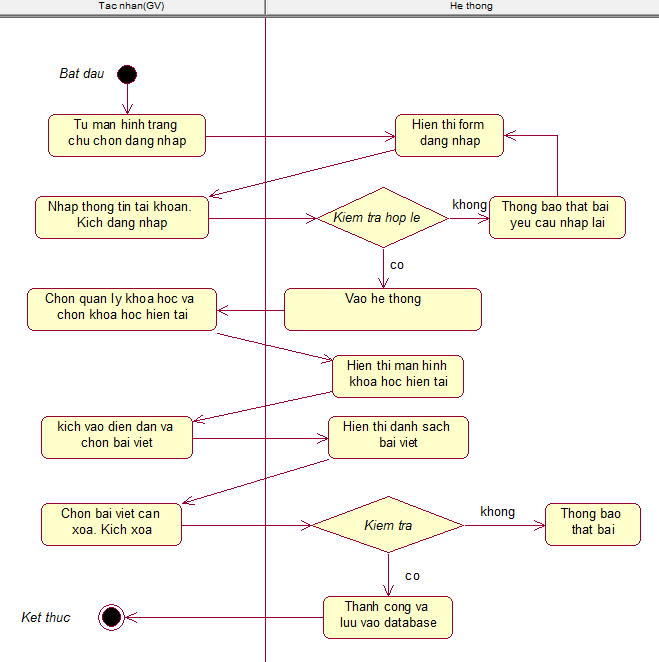 Tac nhan(GV)
He thong
Bat dau
Tu man hinh trang
chu chon dang nhap
Hien thi form
dang nhap
Nhap thong tin tai khoan.
Kich dang nhap
Kiem tra hop le
khong
Thong bao that bai
yeu cau nhap lai
co
Chon quan ly khoa hoc va
chon khoa hoc hien tai
Vao he thong
Hien thi man hinh
khoa hoc hien tai
kich vao dien dan va
chon bai viet
Hien thi danh sach
bai viet
Chon bai viet can
xoa. Kich xoa
Kiem tra
khong
Thong bao
that bai
co
Thanh cong va
luu vao database
Ket thuc